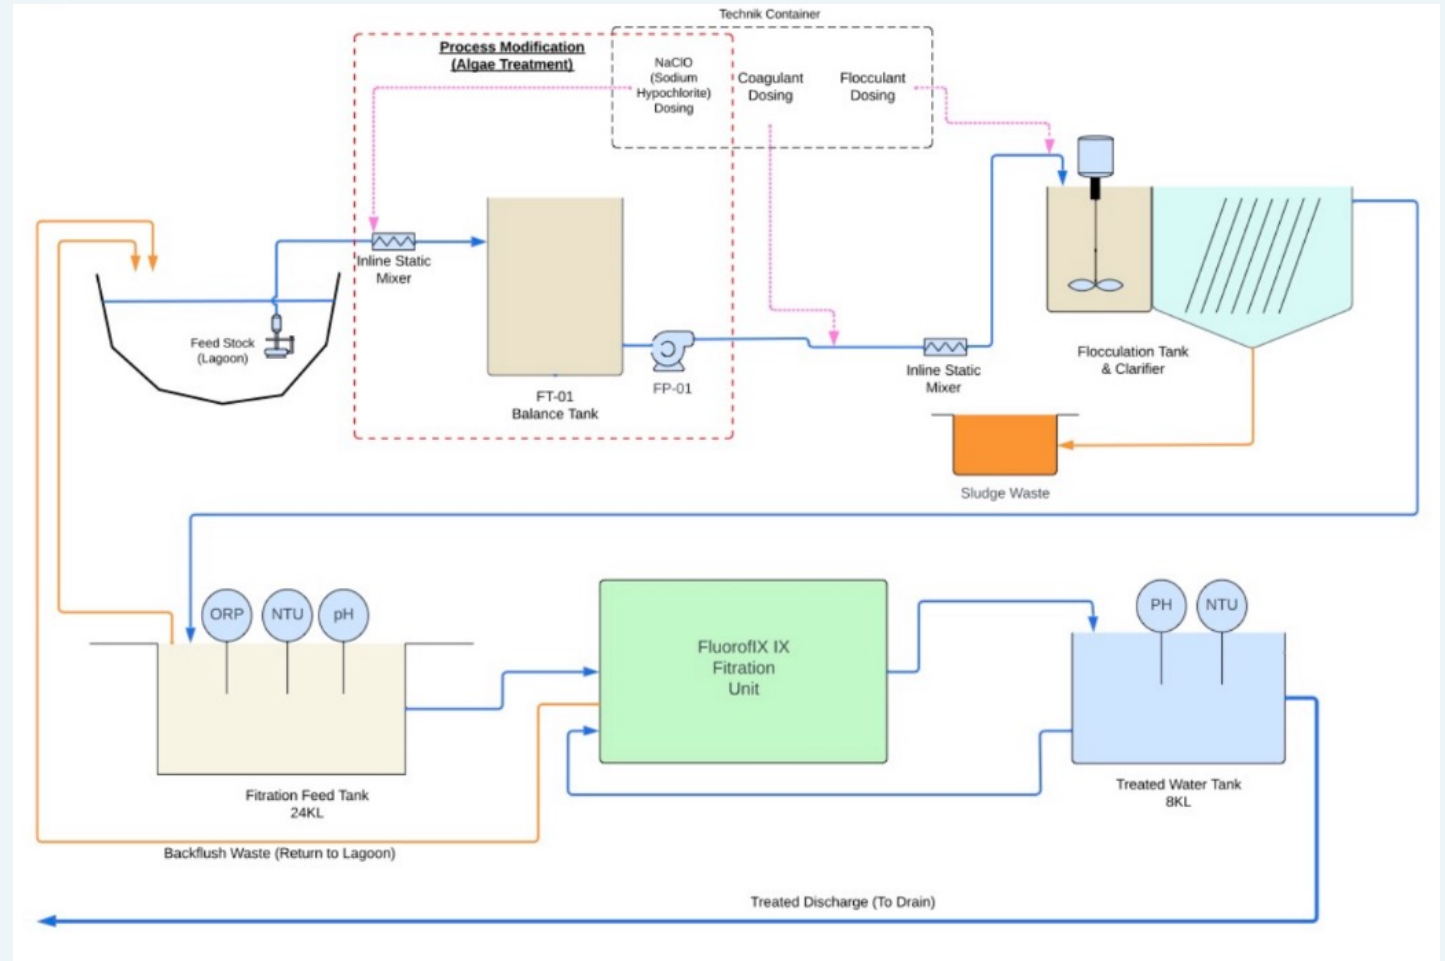 Technik Container
Process Modification
(Algae Treatment)
NaClO
(Sodium
Hypochlorite)
Dosing
Coagulant
Dosing
Flocculant
Dosing
Inline Static
Mixer
Feed Stock
(Lagoon)
FT-01
Balance Tank
FP-01
Inline Static
Mixer
Flocculation Tank
& Clarifier
Sludge Waste
ORP
NTU
pH
FluorofIX IX
Fitration
Unit
PH
NTU
Fitration Feed Tank
24KL
Treated Water Tank
8KL
Backflush Waste (Return to Lagoon)
Treated Discharge (To Drain)